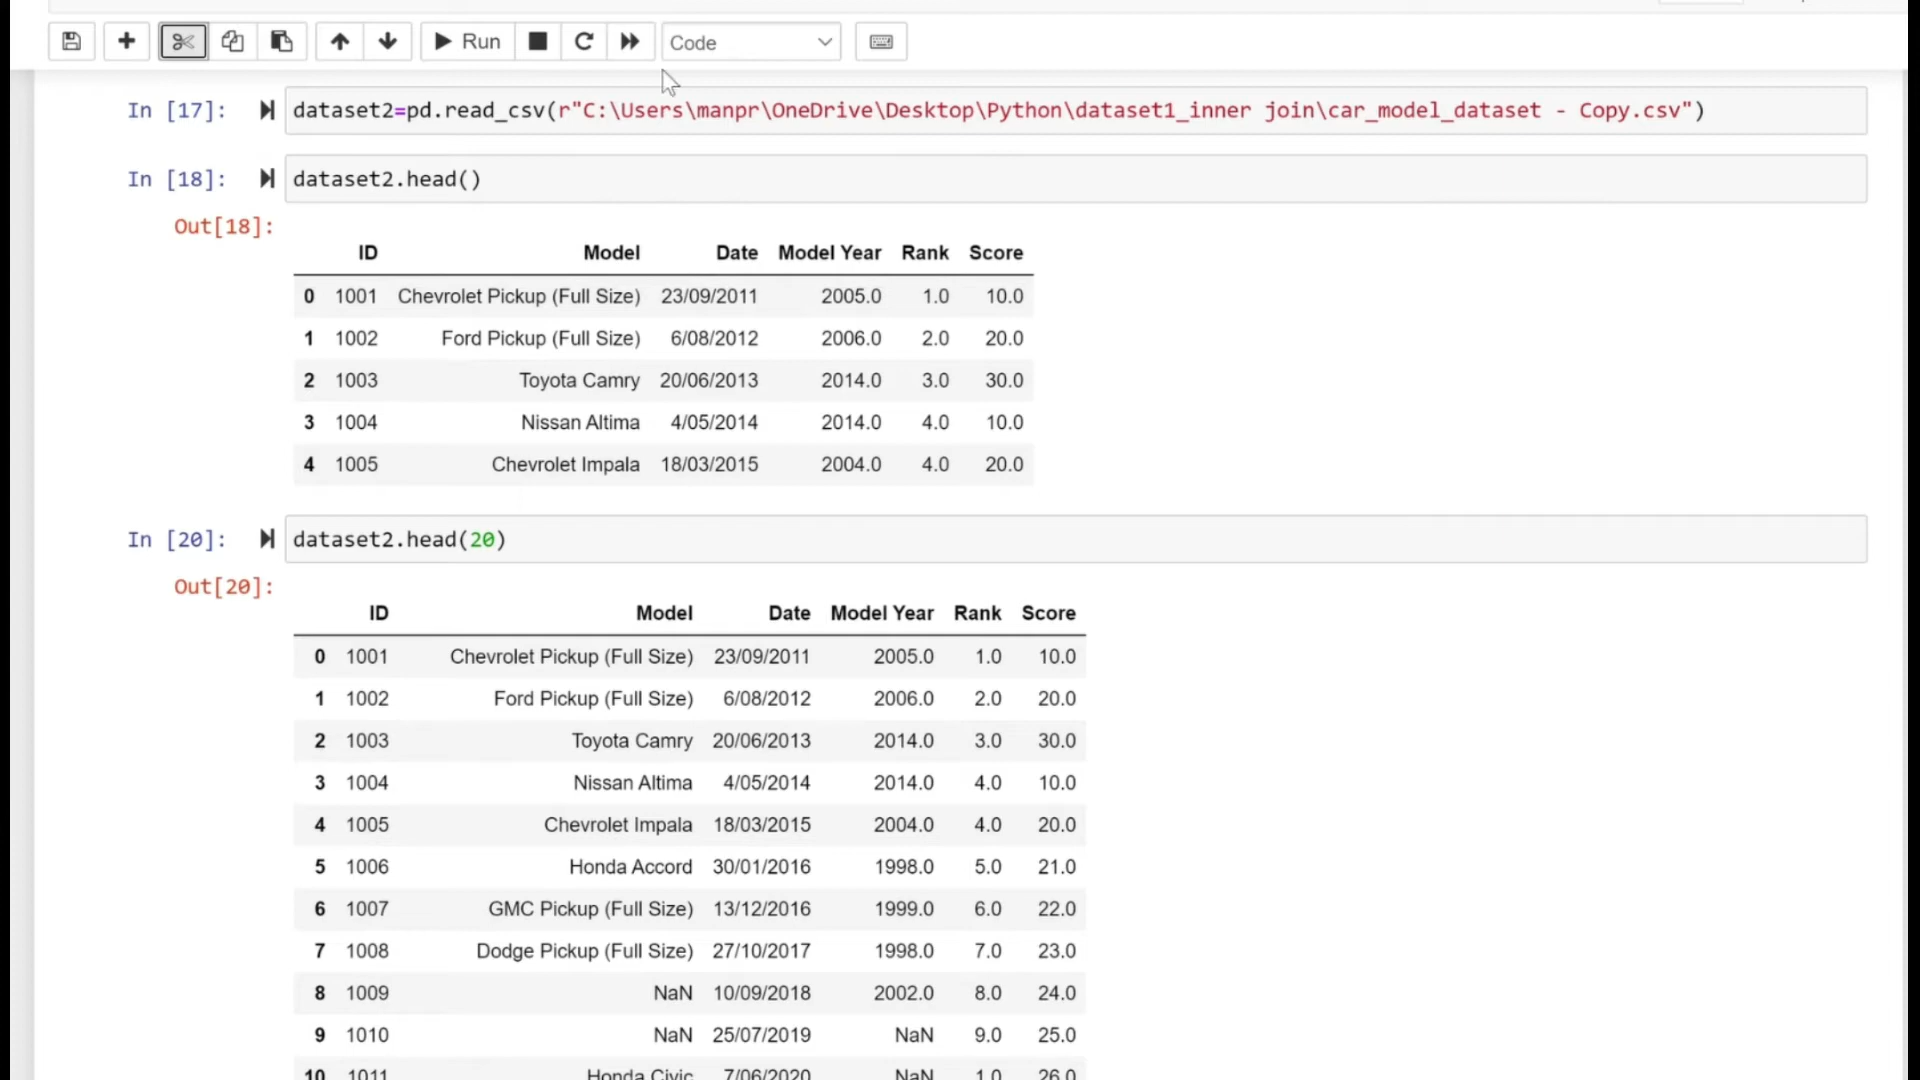 Run
Code
In [17]: dataset2=pd.read_csv(r"C:\Users\manpr\OneDrive\Desktop\Python\dataset1_inner join\car_model_dataset - Copy.csv")
In [18]: dataset2.head()
Out[18]:
ID Model Date Model Year Rank Score
0 1001 Chevrolet Pickup (Full Size) 23/09/2011 2005.0 1.0 10.0
1 1002 Ford Pickup (Full Size) 6/08/2012 2006.0 2.0 20.0
2 1003 Toyota Camry 20/06/2013 2014.0 3.0 30.0
3 1004 Nissan Altima 4/05/2014 2014.0 4.0 10.0
4 1005 Chevrolet Impala 18/03/2015 2004.0 4.0 20.0
In [20]: dataset2.head(20)
Out[20]:
ID Model Date Model Year Rank Score
0 1001 Chevrolet Pickup (Full Size) 23/09/2011 2005.0 1.0 10.0
1 1002 Ford Pickup (Full Size) 6/08/2012 2006.0 2.0 20.0
2 1003 Toyota Camry 20/06/2013 2014.0 3.0 30.0
3 1004 Nissan Altima 4/05/2014 2014.0 4.0 10.0
4 1005 Chevrolet Impala 18/03/2015 2004.0 4.0 20.0
5 1006 Honda Accord 30/01/2016 1998.0 5.0 21.0
6 1007 GMC Pickup (Full Size) 13/12/2016 1999.0 6.0 22.0
7 1008 Dodge Pickup (Full Size) 27/10/2017 1998.0 7.0 23.0
8 1009 NaN 10/09/2018 2002.0 8.0 24.0
9 1010 NaN 25/07/2019 NaN 9.0 25.0
10 1011 Honda Civic 7/06/2020 NaN 1.0 26.0